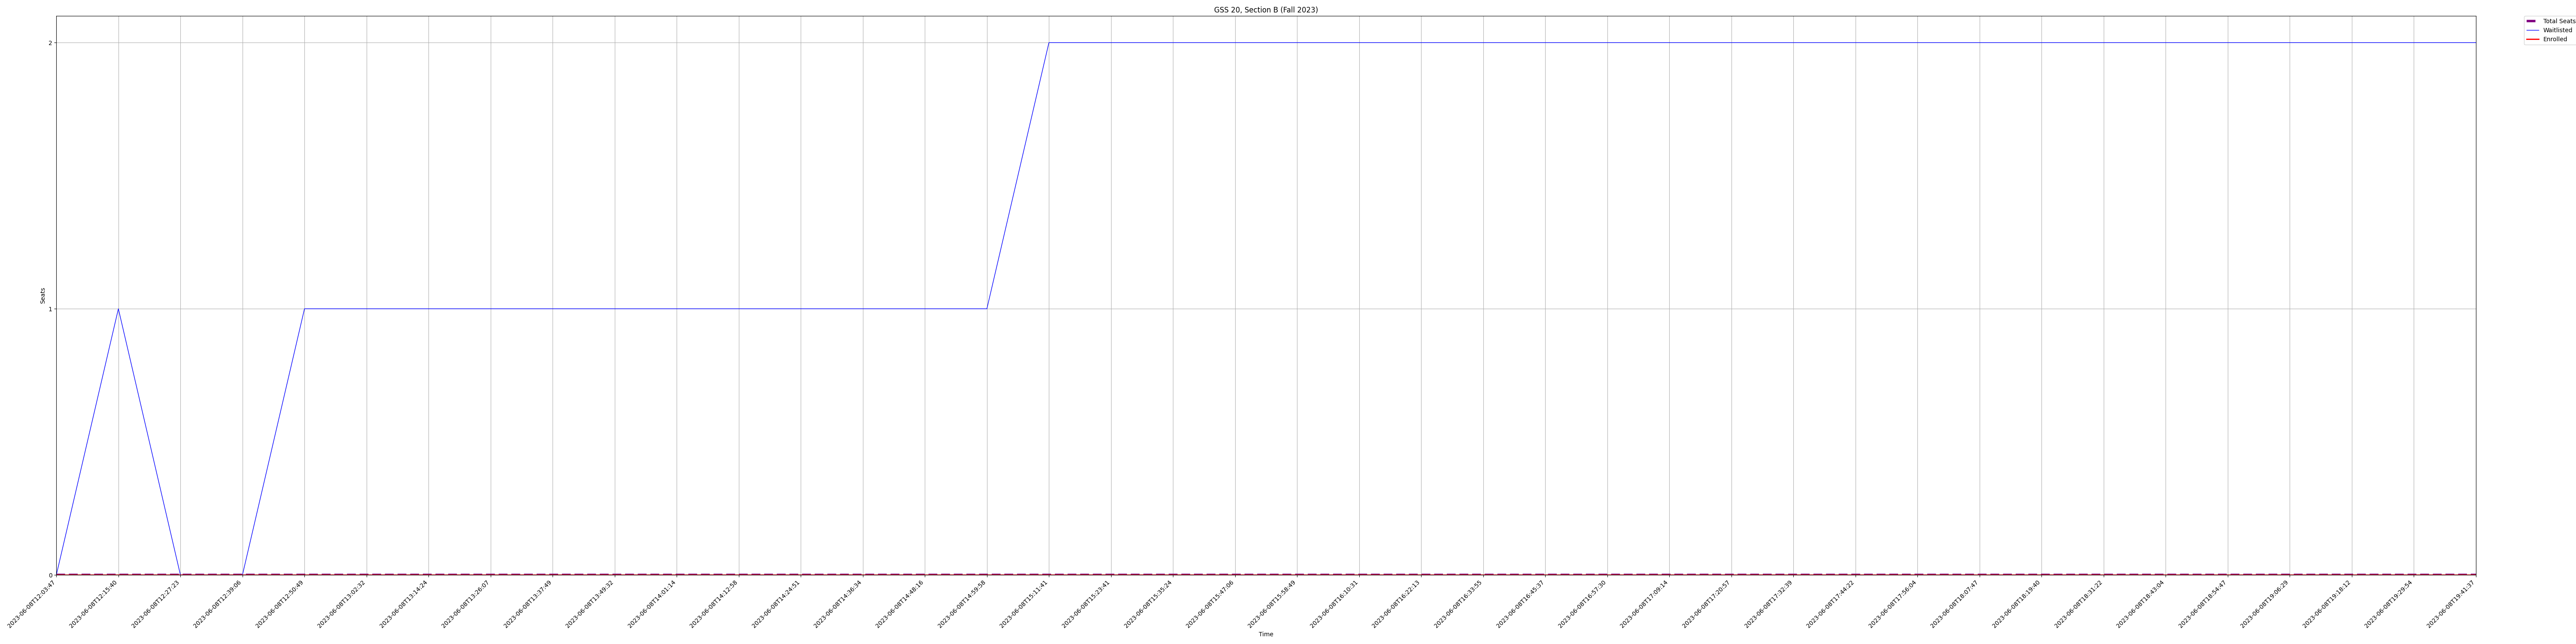 GSS 20, Section B (Fall 2023)
Total Seats
Waitlisted
Enrolled
Seats
2
1
0
2023-06-08T12:03:47
2023-06-08T12:15:40
2023-06-08T12:27:23
2023-06-08T12:39:06
2023-06-08T12:50:49
2023-06-08T13:02:32
2023-06-08T13:14:24
2023-06-08T13:26:07
2023-06-08T13:37:49
2023-06-08T13:49:32
2023-06-08T14:01:14
2023-06-08T14:12:58
2023-06-08T14:24:51
2023-06-08T14:36:34
2023-06-08T14:48:16
2023-06-08T14:59:58
2023-06-08T15:11:41
2023-06-08T15:23:41
2023-06-08T15:35:24
2023-06-08T15:47:06
2023-06-08T15:58:49
2023-06-08T16:10:31
2023-06-08T16:22:13
2023-06-08T16:33:55
2023-06-08T16:45:37
2023-06-08T16:57:30
2023-06-08T17:09:14
2023-06-08T17:20:57
2023-06-08T17:32:39
2023-06-08T17:44:22
2023-06-08T17:56:04
2023-06-08T18:07:47
2023-06-08T18:19:40
2023-06-08T18:31:22
2023-06-08T18:43:04
2023-06-08T18:54:47
2023-06-08T19:06:29
2023-06-08T19:18:12
2023-06-08T19:29:54
2023-06-08T19:41:37
Time